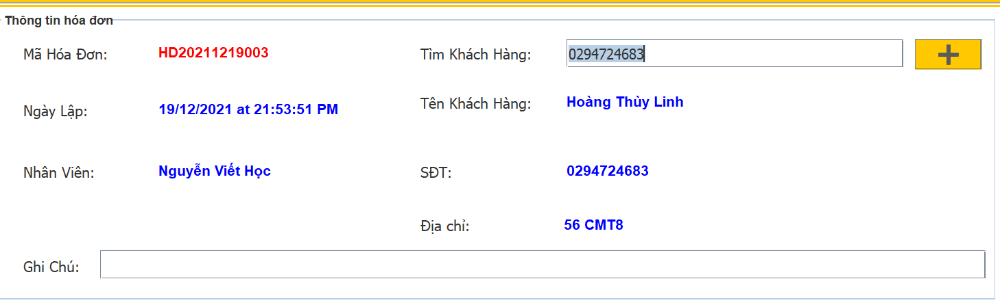 Thông tin hóa đơn
Mã Hóa Đơn: HD20211219003 Tìm Khách Hàng: 0294724683
Ngày Lập: 19/12/2021 at 21:53:51 PM Tên Khách Hàng: Hoàng Thùy Linh
Nhân Viên: Nguyễn Viết Học SĐT: 0294724683
Địa chỉ: 56 CMT8
Ghi Chú: